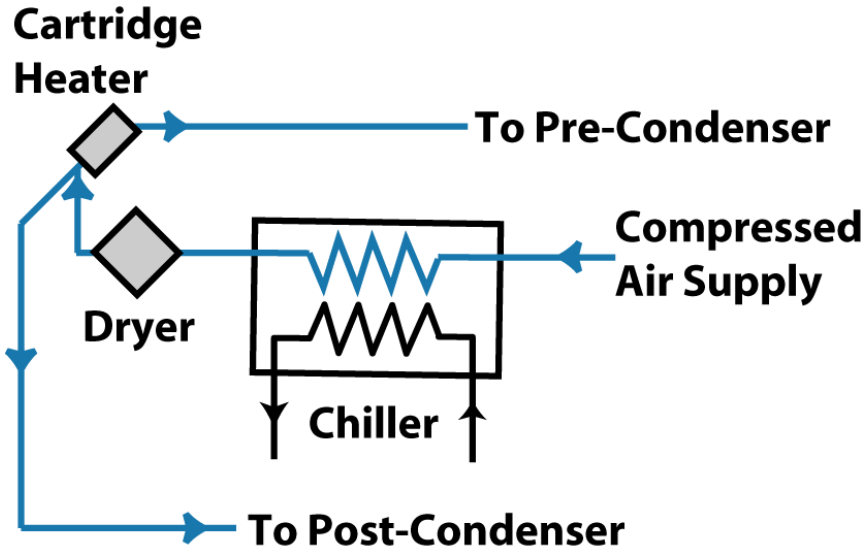 Cartridge
Heater
To Pre-Condenser
Compressed
Air Supply
Dryer
Chiller
To Post-Condenser